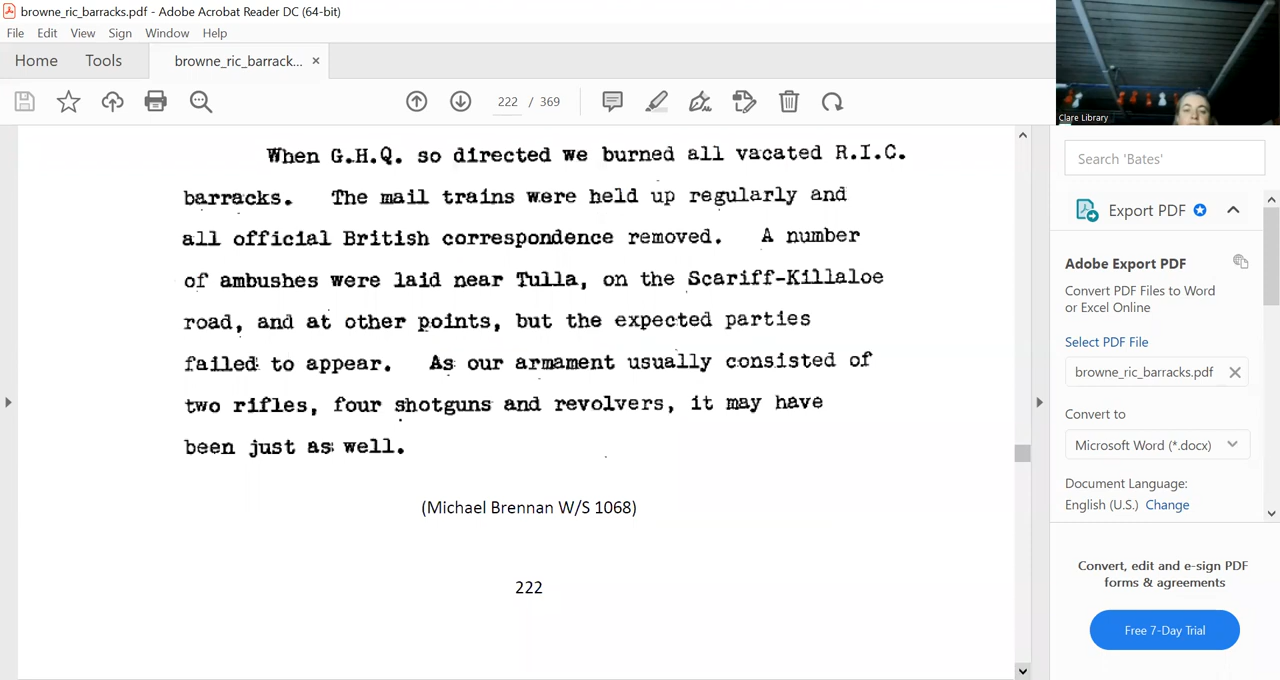 browne_ric_barracks.pdf - Adobe Acrobat Reader DC (64-bit)
File Edit View Sign Window Help
Home Tools browne_ric_barrack... ×
222 / 369
When G.H.Q. so directed we burned all vacated R.I.C.
barracks. The mail trains were held up regularly and
all official British correspondence removed. A number
of ambushes were laid near Tulla, on the Scariff-Killaloe
road, and at other points, but the expected parties
failed to appear. As our armament usually consisted of
two rifles, four shotguns and revolvers, it may have
been just as well.
(Michael Brennan W/S 1068)
222
Clare Library
Search 'Bates'
Export PDF
Adobe Export PDF
Convert PDF Files to Word
or Excel Online
Select PDF File
browne_ric_barracks.pdf
Convert to
Microsoft Word (*.docx)
Document Language:
English (U.S.) Change
Convert, edit and e-sign PDF
forms & agreements
Free 7-Day Trial